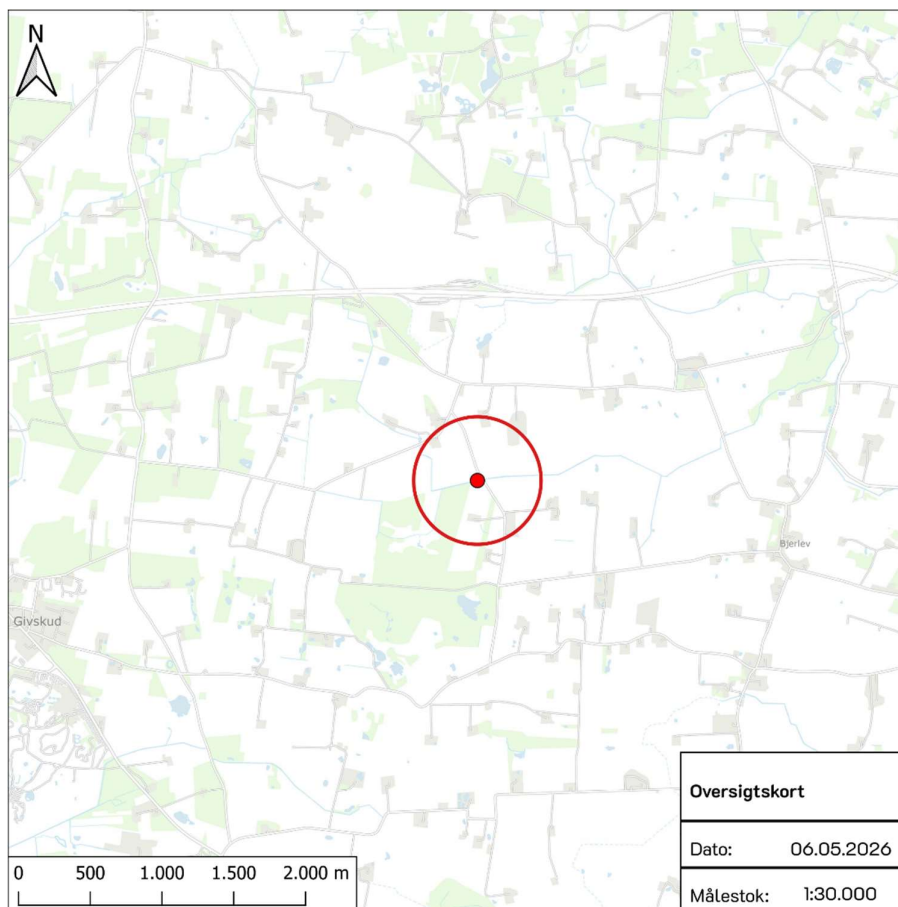 N
Bjerlev
Givskud
Oversigtskort
Dato: 06.05.2026
Målestok: 1:30.000
0 500 1.000 1.500 2.000 m